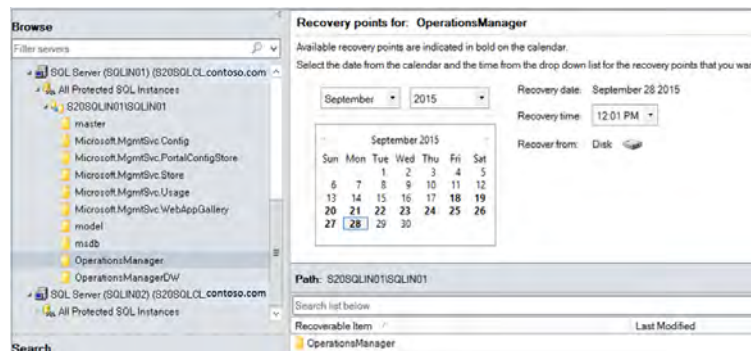 Browse
Filter servers
SQL Server (SQLIN01) (S20SQLCL.contoso.com
All Protected SQL Instances
S20SQLIN01\SQLIN01
master
Microsoft.MgmtSvc.Config
Microsoft.MgmtSvc.PortalConfigStore
Microsoft.MgmtSvc.Store
Microsoft.MgmtSvc.Usage
Microsoft.MgmtSvc.WebAppGallery
model
msdb
OperationsManager
OperationsManagerDW
SQL Server (SQLIN02) (S20SQLCL.contoso.com
All Protected SQL Instances
Search
Recovery points for: OperationsManager
Available recovery points are indicated in bold on the calendar.
Select the date from the calendar and the time from the drop down list for the recovery points that you wan
September 2015
Recovery date: September 28 2015
Recovery time: 12:01 PM
Recover from: Disk
September 2015
Sun Mon Tue Wed Thu Fri Sat
1 2 3 4 5
6 7 8 9 10 11 12
13 14 15 16 17 18 19
20 21 22 23 24 25 26
27 28 29 30
Path: S20SQLIN01\SQLIN01
Search list below
Recoverable Item Last Modified
OperationsManager